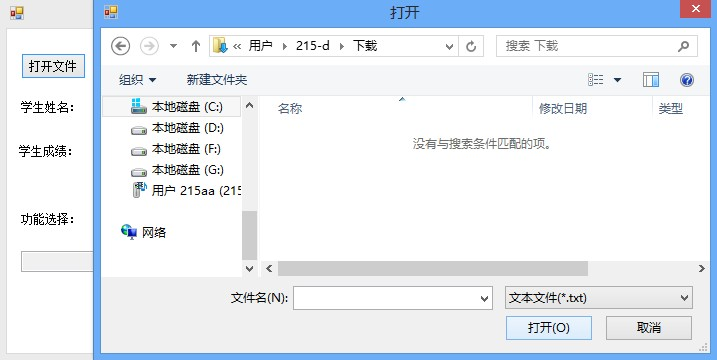 打开
打开文件
学生姓名：
学生成绩：
功能选择：
« 用户 ▸ 215-d ▸ 下载
搜索 下载
组织 新建文件夹
本地磁盘 (C:)
本地磁盘 (D:)
本地磁盘 (F:)
本地磁盘 (G:)
用户 215aa (215
网络
名称 修改日期 类型
没有与搜索条件匹配的项。
文件名(N):
文本文件(*.txt)
打开(O) 取消